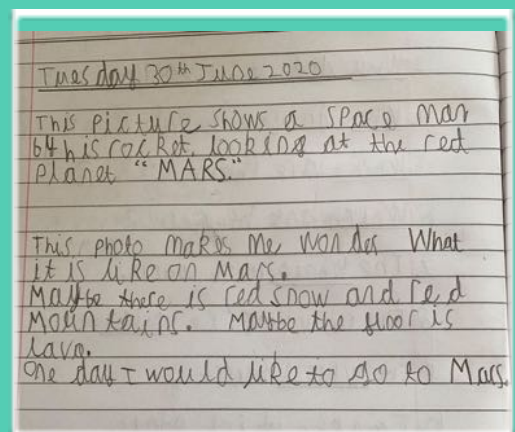 Tuesday 30th June 2020
This picture shows a space man
by his rocket, looking at the red
planet "MARS."
This photo makes me wonder What
it is like on Mars.
Maybe there is red snow and red
Mountains. Maybe the floor is
lava.
One day I would like to go to Mars.